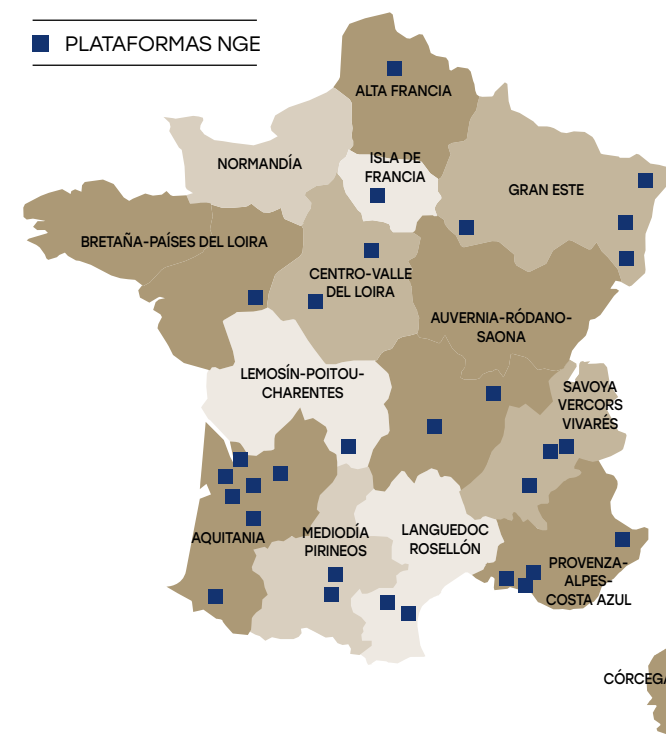 PLATAFORMAS NGE
ALTA FRANCIA
NORMANDÍA
ISLA DE
FRANCIA
GRAN ESTE
BRETAÑA-PAÍSES DEL LOIRA
CENTRO-VALLE
DEL LOIRA
AUVERNIA-RÓDANO-
SAONA
LEMOSÍN-POITOU-
CHARENTES
SAVOYA
VERCORS
VIVARÉS
AQUITANIA
MEDIODÍA
PIRINEOS
LANGUEDOC
ROSELLÓN
PROVENZA-
ALPES-
COSTA AZUL
CÓRCEGA